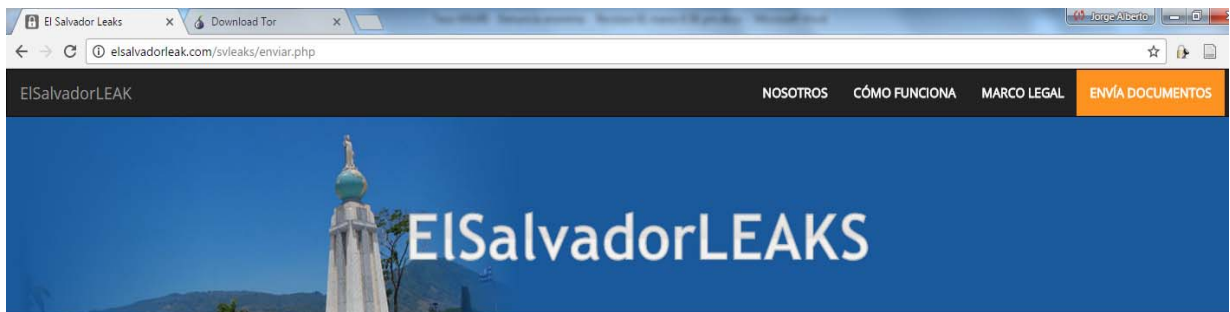 El Salvador Leaks
Download Tor
Jorge Alberto
elsalvadorleak.com/svleaks/enviar.php
ElSalvadorLEAK
NOSOTROS
CÓMO FUNCIONA
MARCO LEGAL
ENVÍA DOCUMENTOS
ElSalvadorLEAKS